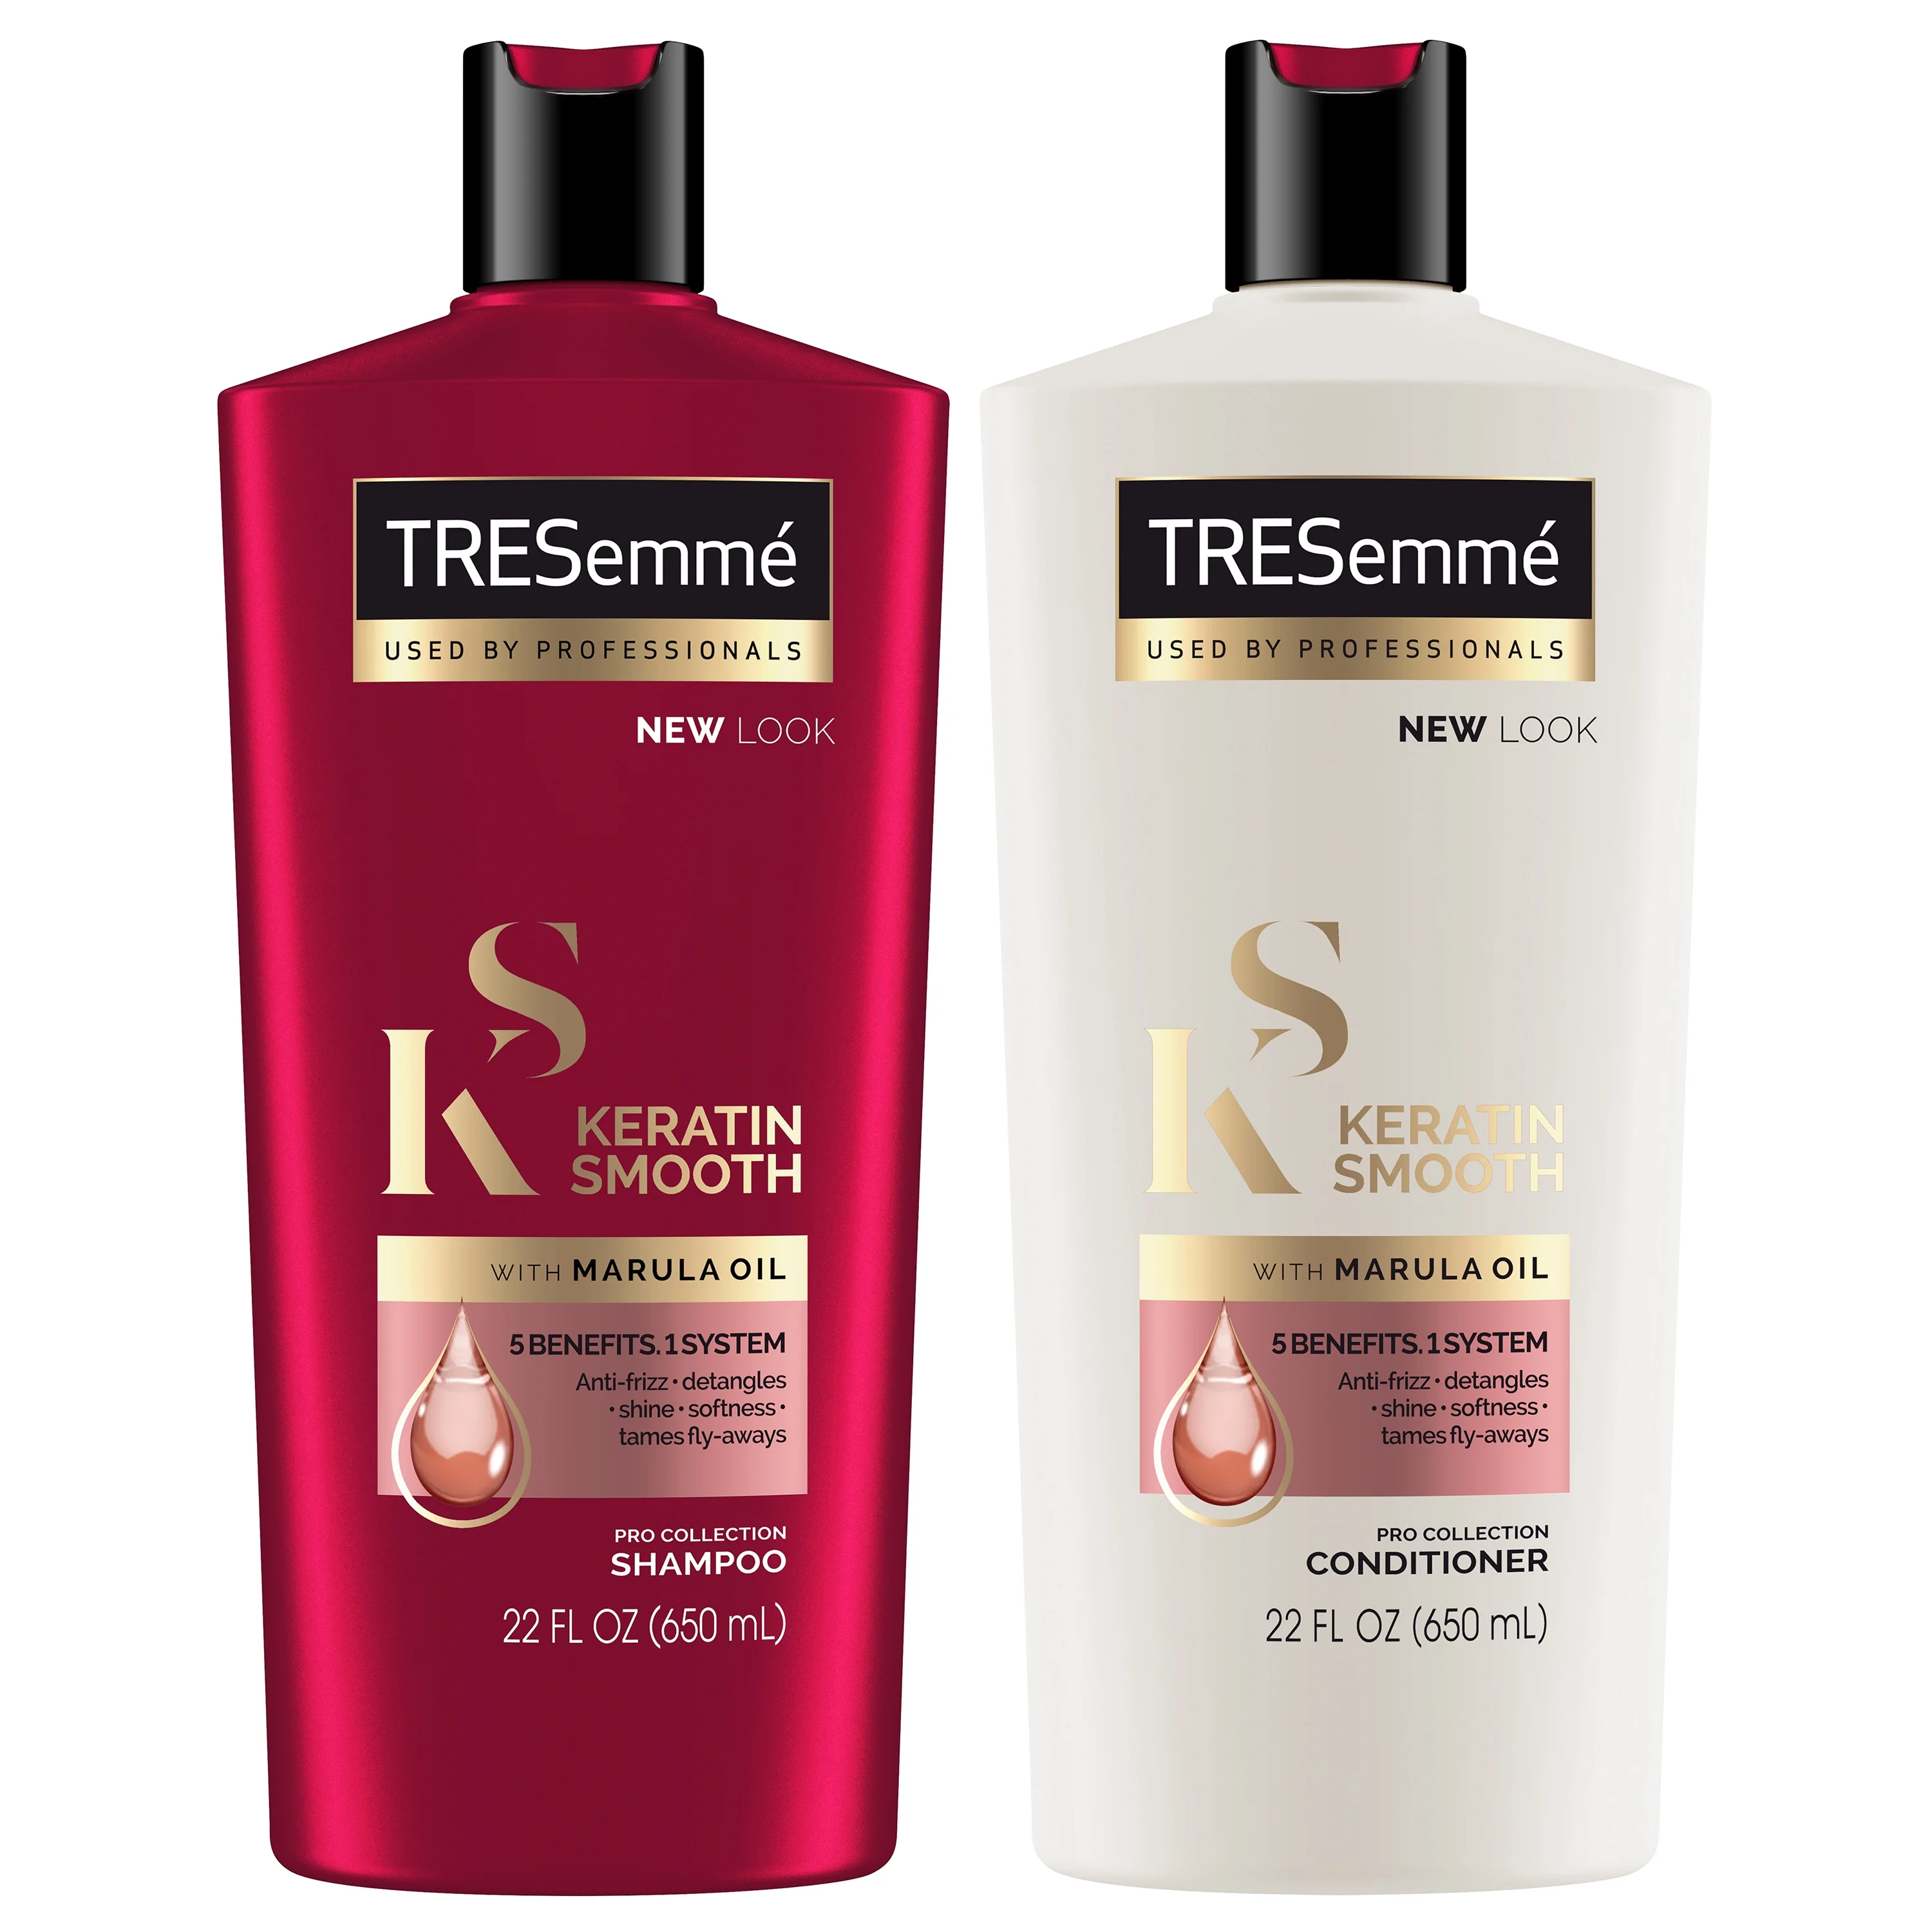 TRESemmé
USED BY PROFESSIONALS
NEW LOOK
KS
KERATIN
SMOOTH
WITH MARULA OIL
5 BENEFITS. 1 SYSTEM
Anti-frizz • detangles
• shine • softness •
tames fly-aways
PRO COLLECTION
SHAMPOO
22 FL OZ (650 mL)
TRESemmé
USED BY PROFESSIONALS
NEW LOOK
KS
KERATIN
SMOOTH
WITH MARULA OIL
5 BENEFITS. 1 SYSTEM
Anti-frizz • detangles
• shine • softness •
tames fly-aways
PRO COLLECTION
CONDITIONER
22 FL OZ (650 mL)